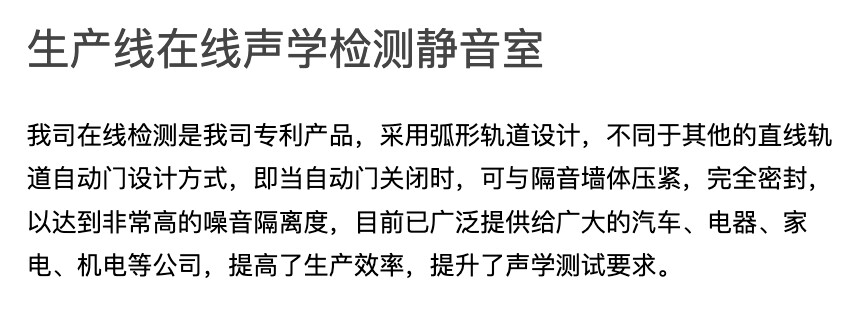 生产线在线声学检测静音室
我司在线检测是我司专利产品，采用弧形轨道设计，不同于其他的直线轨
道自动门设计方式，即当自动门关闭时，可与隔音墙体压紧，完全密封，
以达到非常高的噪音隔离度，目前已广泛提供给广大的汽车、电器、家
电、机电等公司，提高了生产效率，提升了声学测试要求。